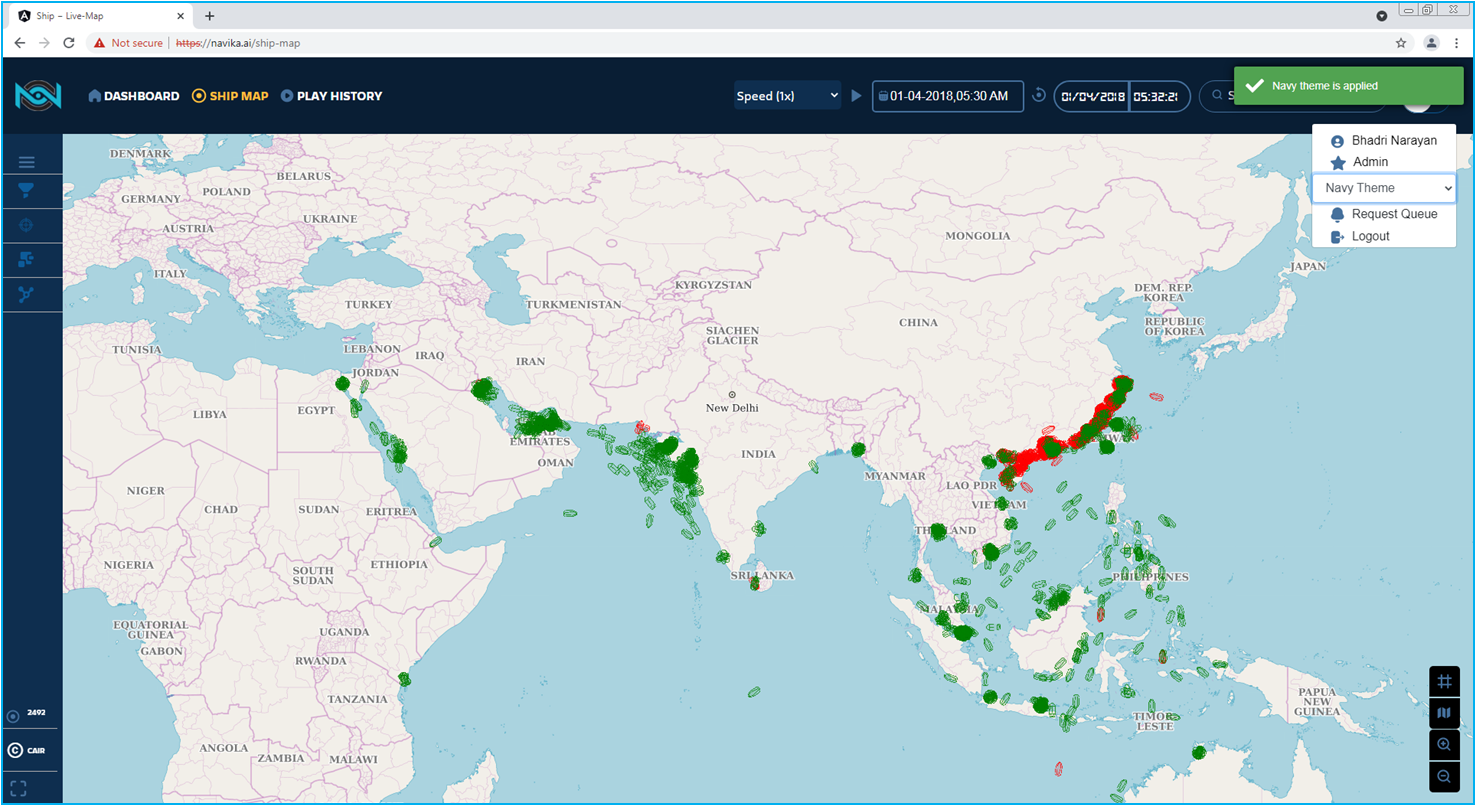 Ship – Live-Map
Not secure
https://navika.ai/ship-map
DASHBOARD
SHIP MAP
PLAY HISTORY
Speed (1x)
01-04-2018,05:30 AM
01/04/2018
05:32:21
S
Navy theme is applied
Bhadri Narayan
Admin
Navy Theme
Request Queue
Logout
DENMARK
BELARUS
POLAND
GERMANY
UKRAINE
AUSTRIA
MONGOLIA
ITALY
JAPAN
KYRGYZSTAN
DEM. REP.
KOREA
TURKEY
TURKMENISTAN
CHINA
REPUBLIC
OF KOREA
SIACHEN
GLACIER
TUNISIA
LEBANON
IRAQ
IRAN
JORDAN
New Delhi
LIBYA
EGYPT
EMIRATES
INDIA
OMAN
MYANMAR
LAO PDR
NIGER
CHAD
SUDAN
ERITREA
VIETNAM
THAILAND
NIGERIA
ETHIOPIA
SOUTH
SUDAN
SRI LANKA
PHILIPPINES
MALAYSIA
EQUATORIAL
GUINEA
UGANDA
GABON
RWANDA
TANZANIA
PAPUA
NEW
GUINEA
TIMOR
LESTE
2492
ANGOLA
ZAMBIA
MALAWI
© CAIR